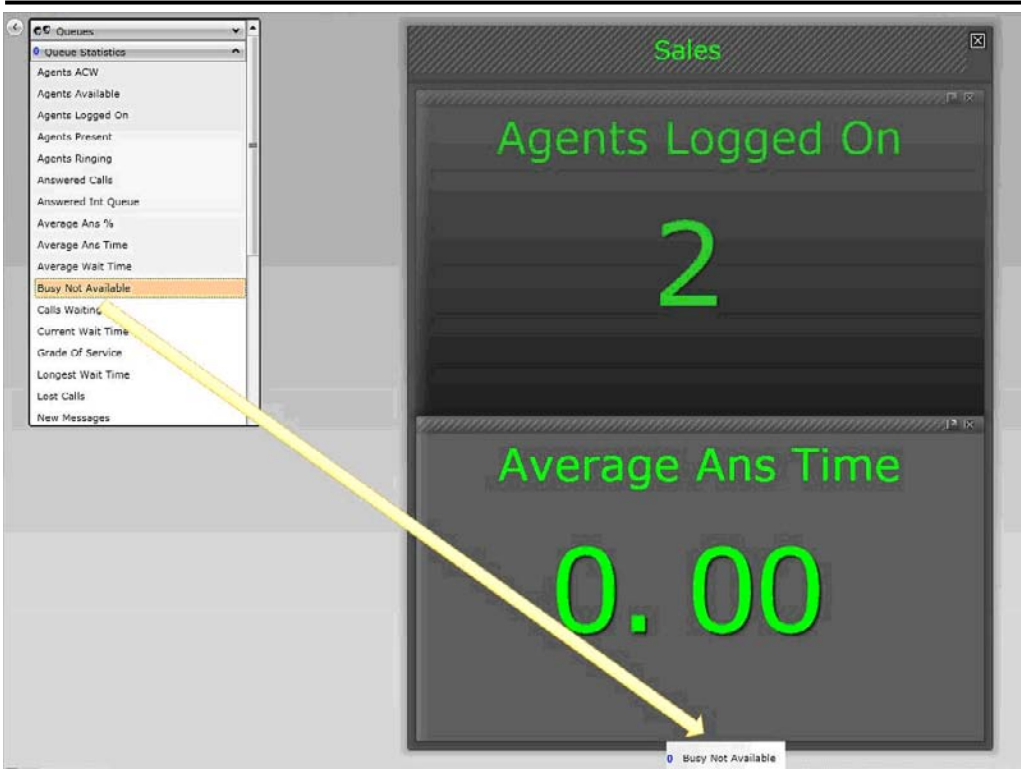 Queues
Queue Statistics
Agents ACW
Agents Available
Agents Logged On
Agents Present
Agents Ringing
Answered Calls
Answered Int Queue
Average Ans %
Average Ans Time
Average Wait Time
Busy Not Available
Calls Waiting
Current Wait Time
Grade Of Service
Longest Wait Time
Lost Calls
New Messages
Sales
Agents Logged On
2
Average Ans Time
0.00
0 Busy Not Available